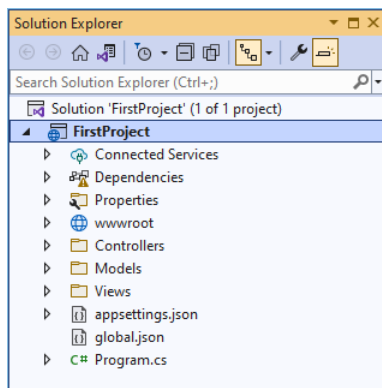 Solution Explorer
Search Solution Explorer (Ctrl+;)
Solution 'FirstProject' (1 of 1 project)
FirstProject
Connected Services
Dependencies
Properties
wwwroot
Controllers
Models
Views
appsettings.json
global.json
C# Program.cs